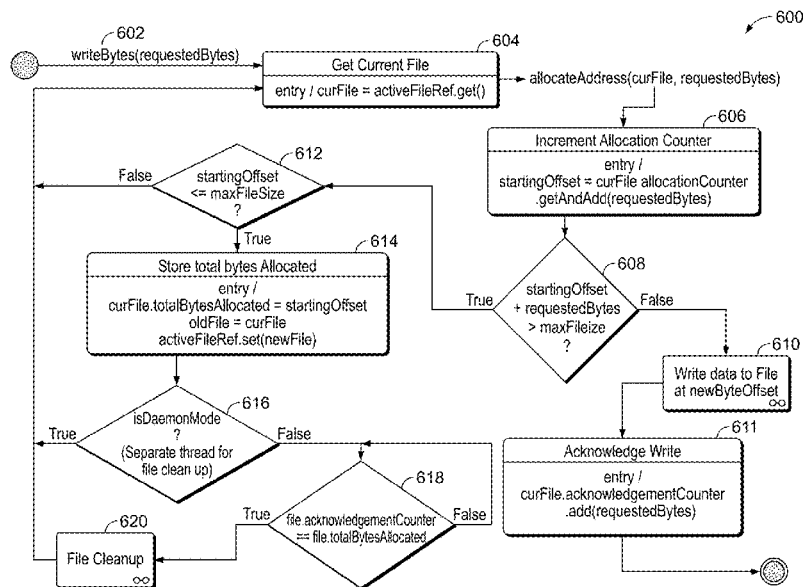 600
602
writeBytes(requestedBytes)
604
Get Current File
entry / curFile = activeFileRef.get()
allocateAddress(curFile, requestedBytes)
606
Increment Allocation Counter
entry /
startingOffset = curFile allocationCounter
.getAndAdd(requestedBytes)
612
False
startingOffset
<= maxFileSize
?
True
614
Store total bytes Allocated
entry /
curFile.totalBytesAllocated = startingOffset
oldFile = curFile
activeFileRef.set(newFile)
608
True
startingOffset
+ requestedBytes
> maxFileize
?
False
610
Write data to File
at newByteOffset
616
isDaemonMode
?
(Separate thread for
file clean up)
True
False
611
Acknowledge Write
entry /
curFile.acknowledgementCounter
.add(requestedBytes)
618
True
file.acknowledgementCounter
== file.totalBytesAllocated
False
620
File Cleanup